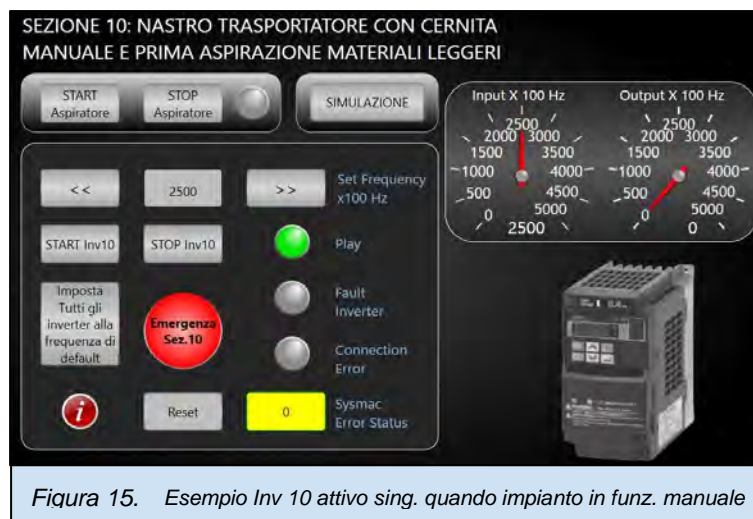 SEZIONE 10: NASTRO TRASPORTATORE CON CERNITA
MANUALE E PRIMA ASPIRAZIONE MATERIALI LEGGERI
START
Aspiratore
STOP
Aspiratore
SIMULAZIONE
Input X 100 Hz
0
500
1000
1500
2000
2500
3000
3500
4000
4500
5000
2500
Output X 100 Hz
0
500
1000
1500
2000
2500
3000
3500
4000
4500
5000
0
<<
2500
>>
Set Frequency
x100 Hz
START Inv10
STOP Inv10
Play
Imposta
Tutti gli
inverter alla
frequenza di
default
Emergenza
Sez.10
Fault
Inverter
Connection
Error
i
Reset
0
Sysmac
Error Status
Figura 15. Esempio Inv 10 attivo sing. quando impianto in funz. manuale